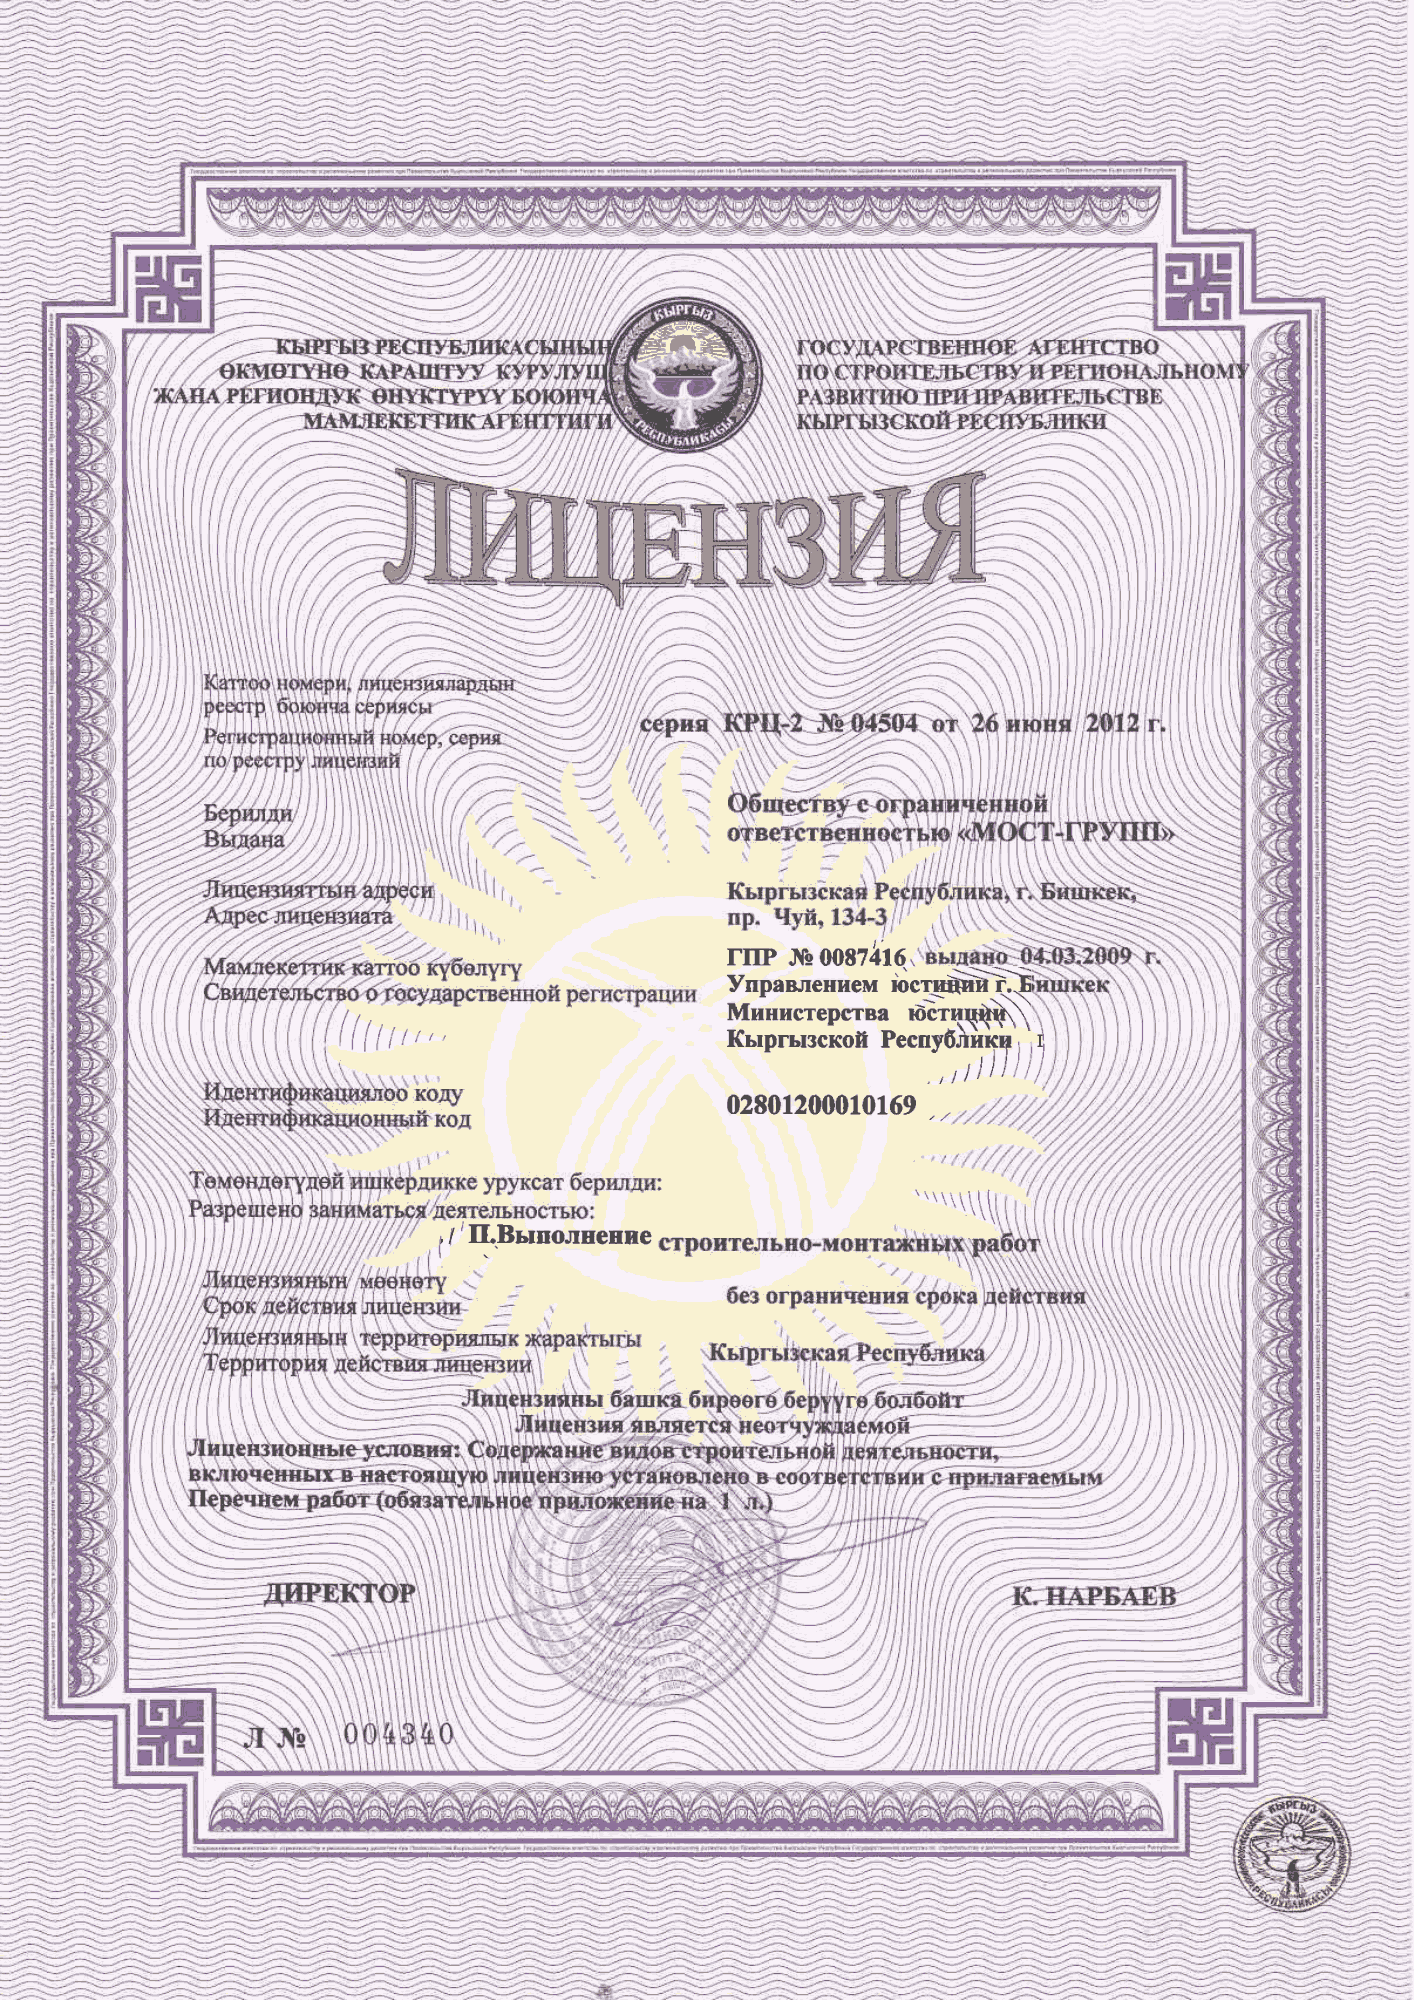 КЫРГЫЗ РЕСПУБЛИКАСЫНЫН
ӨКМӨТҮНӨ КАРАШТУУ КУРУЛУШ
ЖАНА РЕГИОНДУК ӨНҮКТҮРҮҮ БОЮНЧА
МАМЛЕКЕТТИК АГЕНТТИГИ
КЫРГЫЗ
РЕСПУБЛИКАСЫ
ГОСУДАРСТВЕННОЕ АГЕНТСТВО
ПО СТРОИТЕЛЬСТВУ И РЕГИОНАЛЬНОМУ
РАЗВИТИЮ ПРИ ПРАВИТЕЛЬСТВЕ
КЫРГЫЗСКОЙ РЕСПУБЛИКИ
ЛИЦЕНЗИЯ
Каттоо номери, лицензиялардын
реестр боюнча сериясы
Регистрационный номер, серия
по реестру лицензий
серия КРЦ-2 № 04504 от 26 июня 2012 г.
Берилди
Выдана
Обществу с ограниченной
ответственностью «МОСТ-ГРУПП»
Лицензияттын адреси
Адрес лицензиата
Кыргызская Республика, г. Бишкек,
пр. Чуй, 134-3
Мамлекеттик каттоо күбөлүгү
Свидетельство о государственной регистрации
ГПР № 0087416 выдано 04.03.2009 г.
Управлением юстиции г. Бишкек
Министерства юстиции
Кыргызской Республики
Идентификациялоо коду
Идентификационный код
02801200010169
Төмөндөгүдөй ишкердикке уруксат берилди:
Разрешено заниматься деятельностью:
П.Выполнение строительно-монтажных работ
Лицензиянын мөөнөтү
Срок действия лицензии
без ограничения срока действия
Лицензиянын территориялык жарактыгы
Территория действия лицензии
Кыргызская Республика
Лицензияны башка бирөөгө берүүгө болбойт
Лицензия является неотчуждаемой
Лицензионные условия: Содержание видов строительной деятельности,
включенных в настоящую лицензию установлено в соответствии с прилагаемым
Перечнем работ (обязательное приложение на 1 л.)
ДИРЕКТОР
К. НАРБАЕВ
Л № 004340
КЫРГЫЗ
РЕСПУБЛИКАСЫ